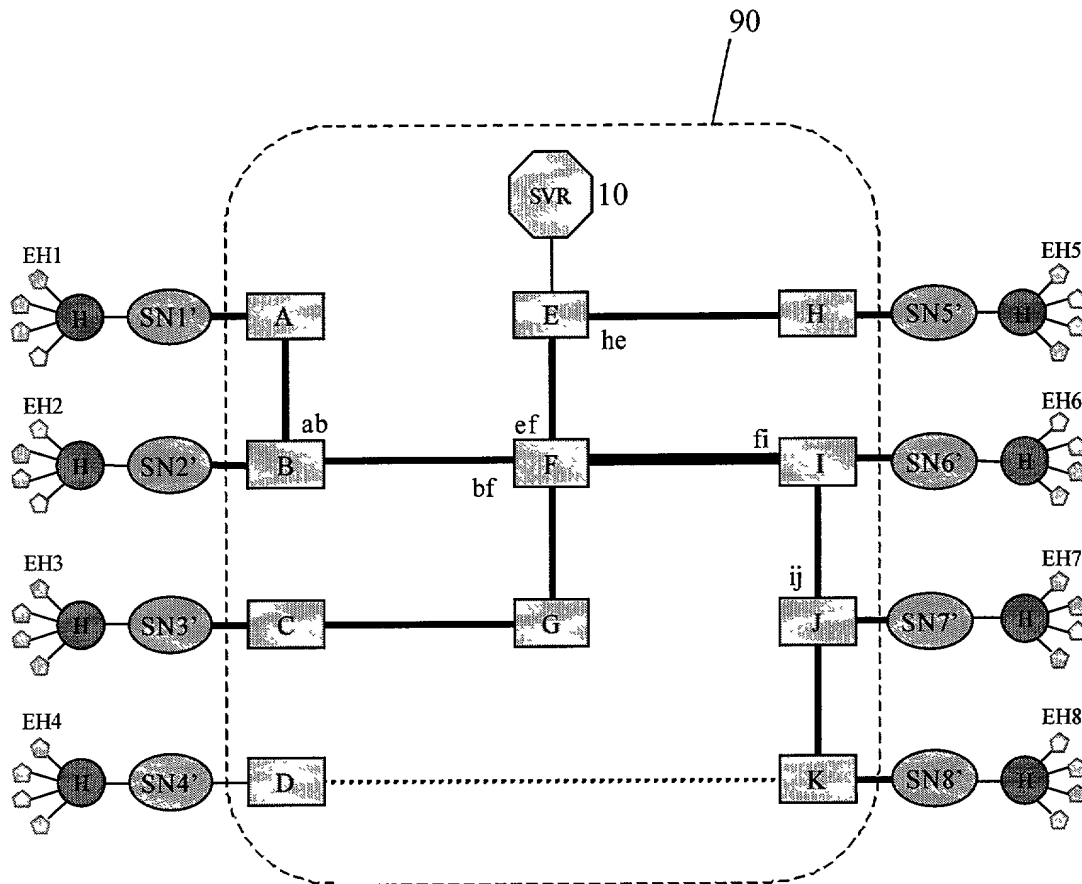 90
SVR 10
EH1 EH5
H SN1' A E H SN5' H
he
EH2 EH6
ab ef fi
H SN2' B F I SN6' H
bf
EH3 EH7
ij
H SN3' C G J SN7' H
EH4 EH8
H SN4' D K SN8' H